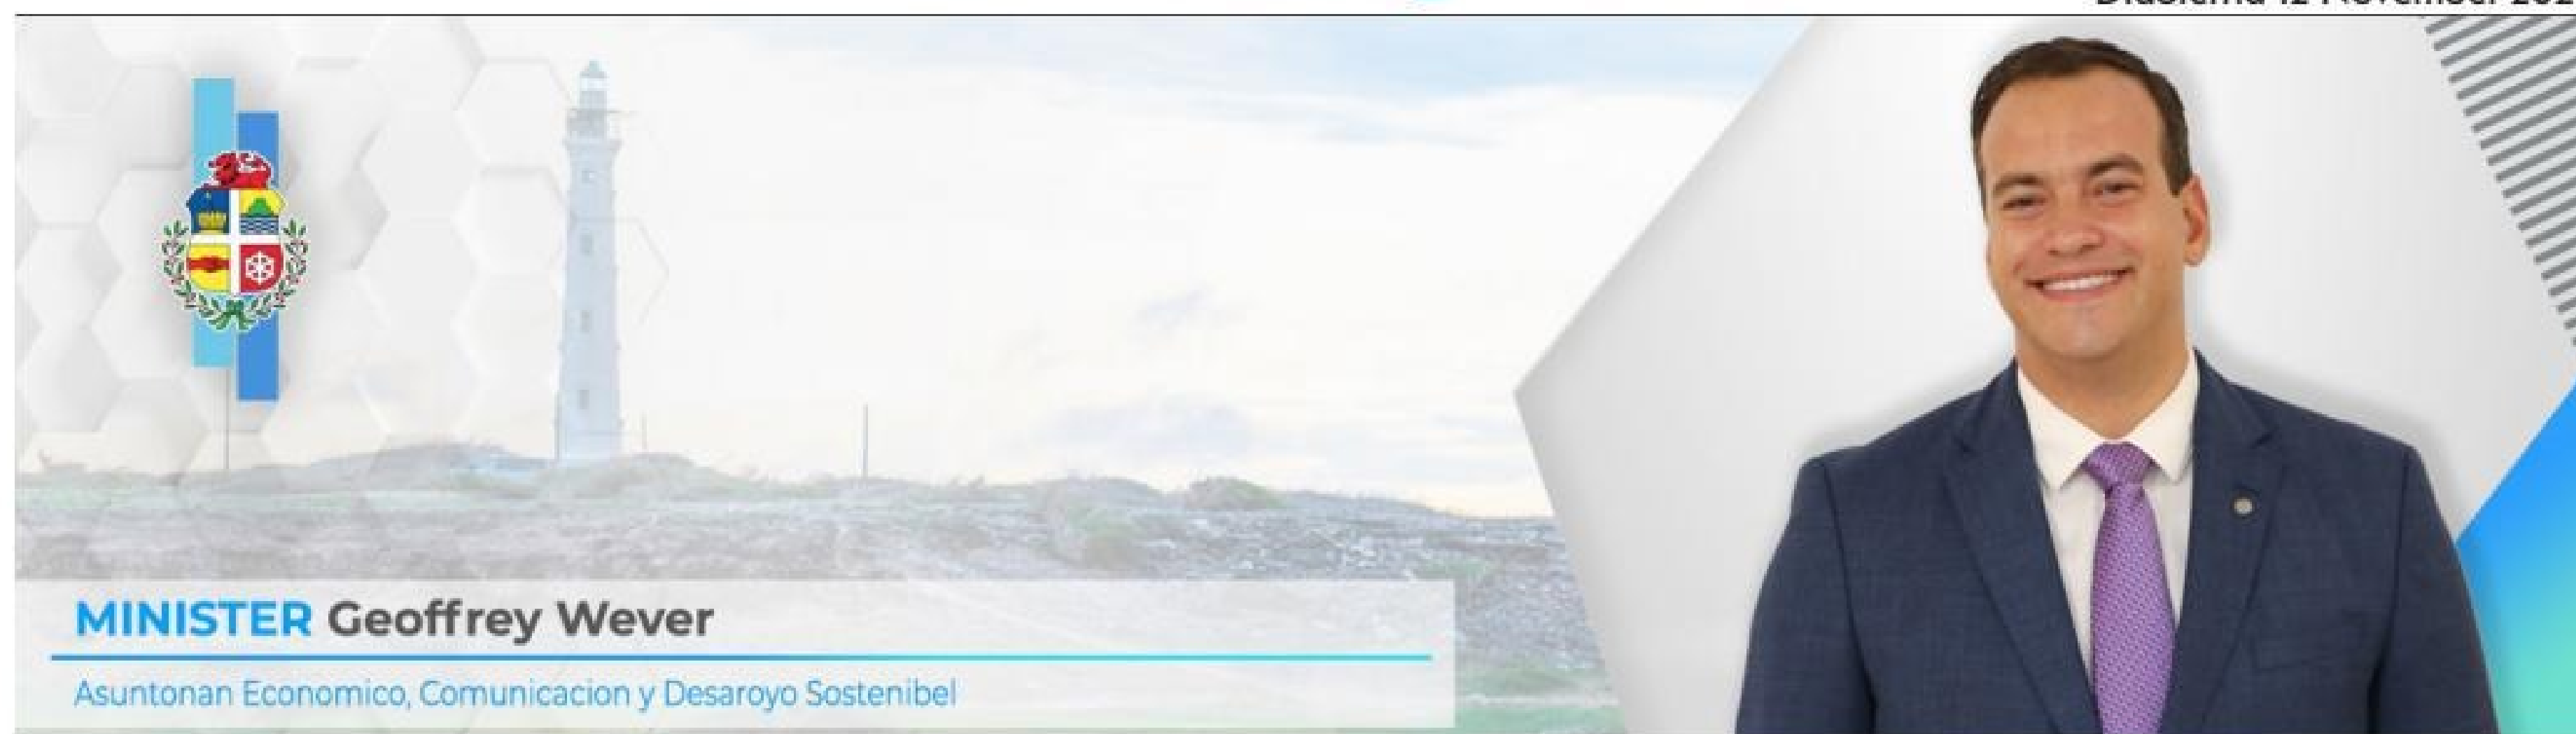 MINISTER Geoffrey Wever
Asuntonan Economico, Comunicacion y Desaroyo Sostenibel